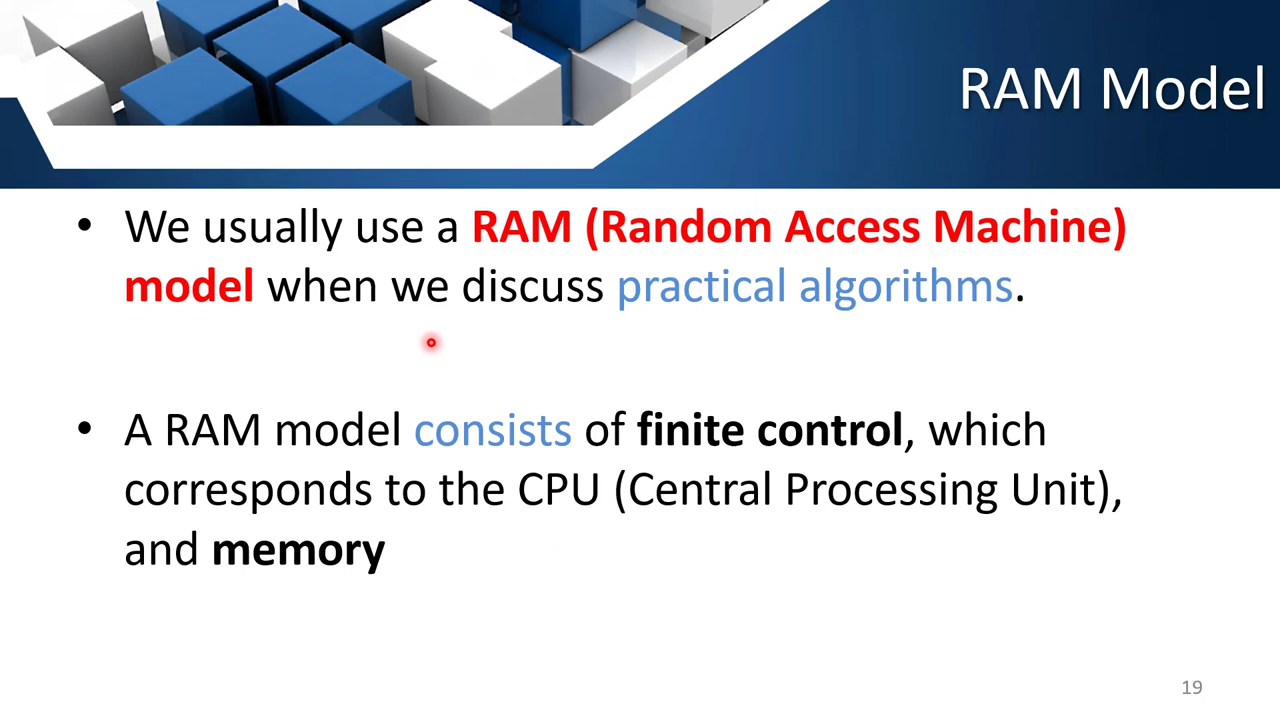 RAM Model
• We usually use a RAM (Random Access Machine)
model when we discuss practical algorithms.
• A RAM model consists of finite control, which
corresponds to the CPU (Central Processing Unit),
and memory
19